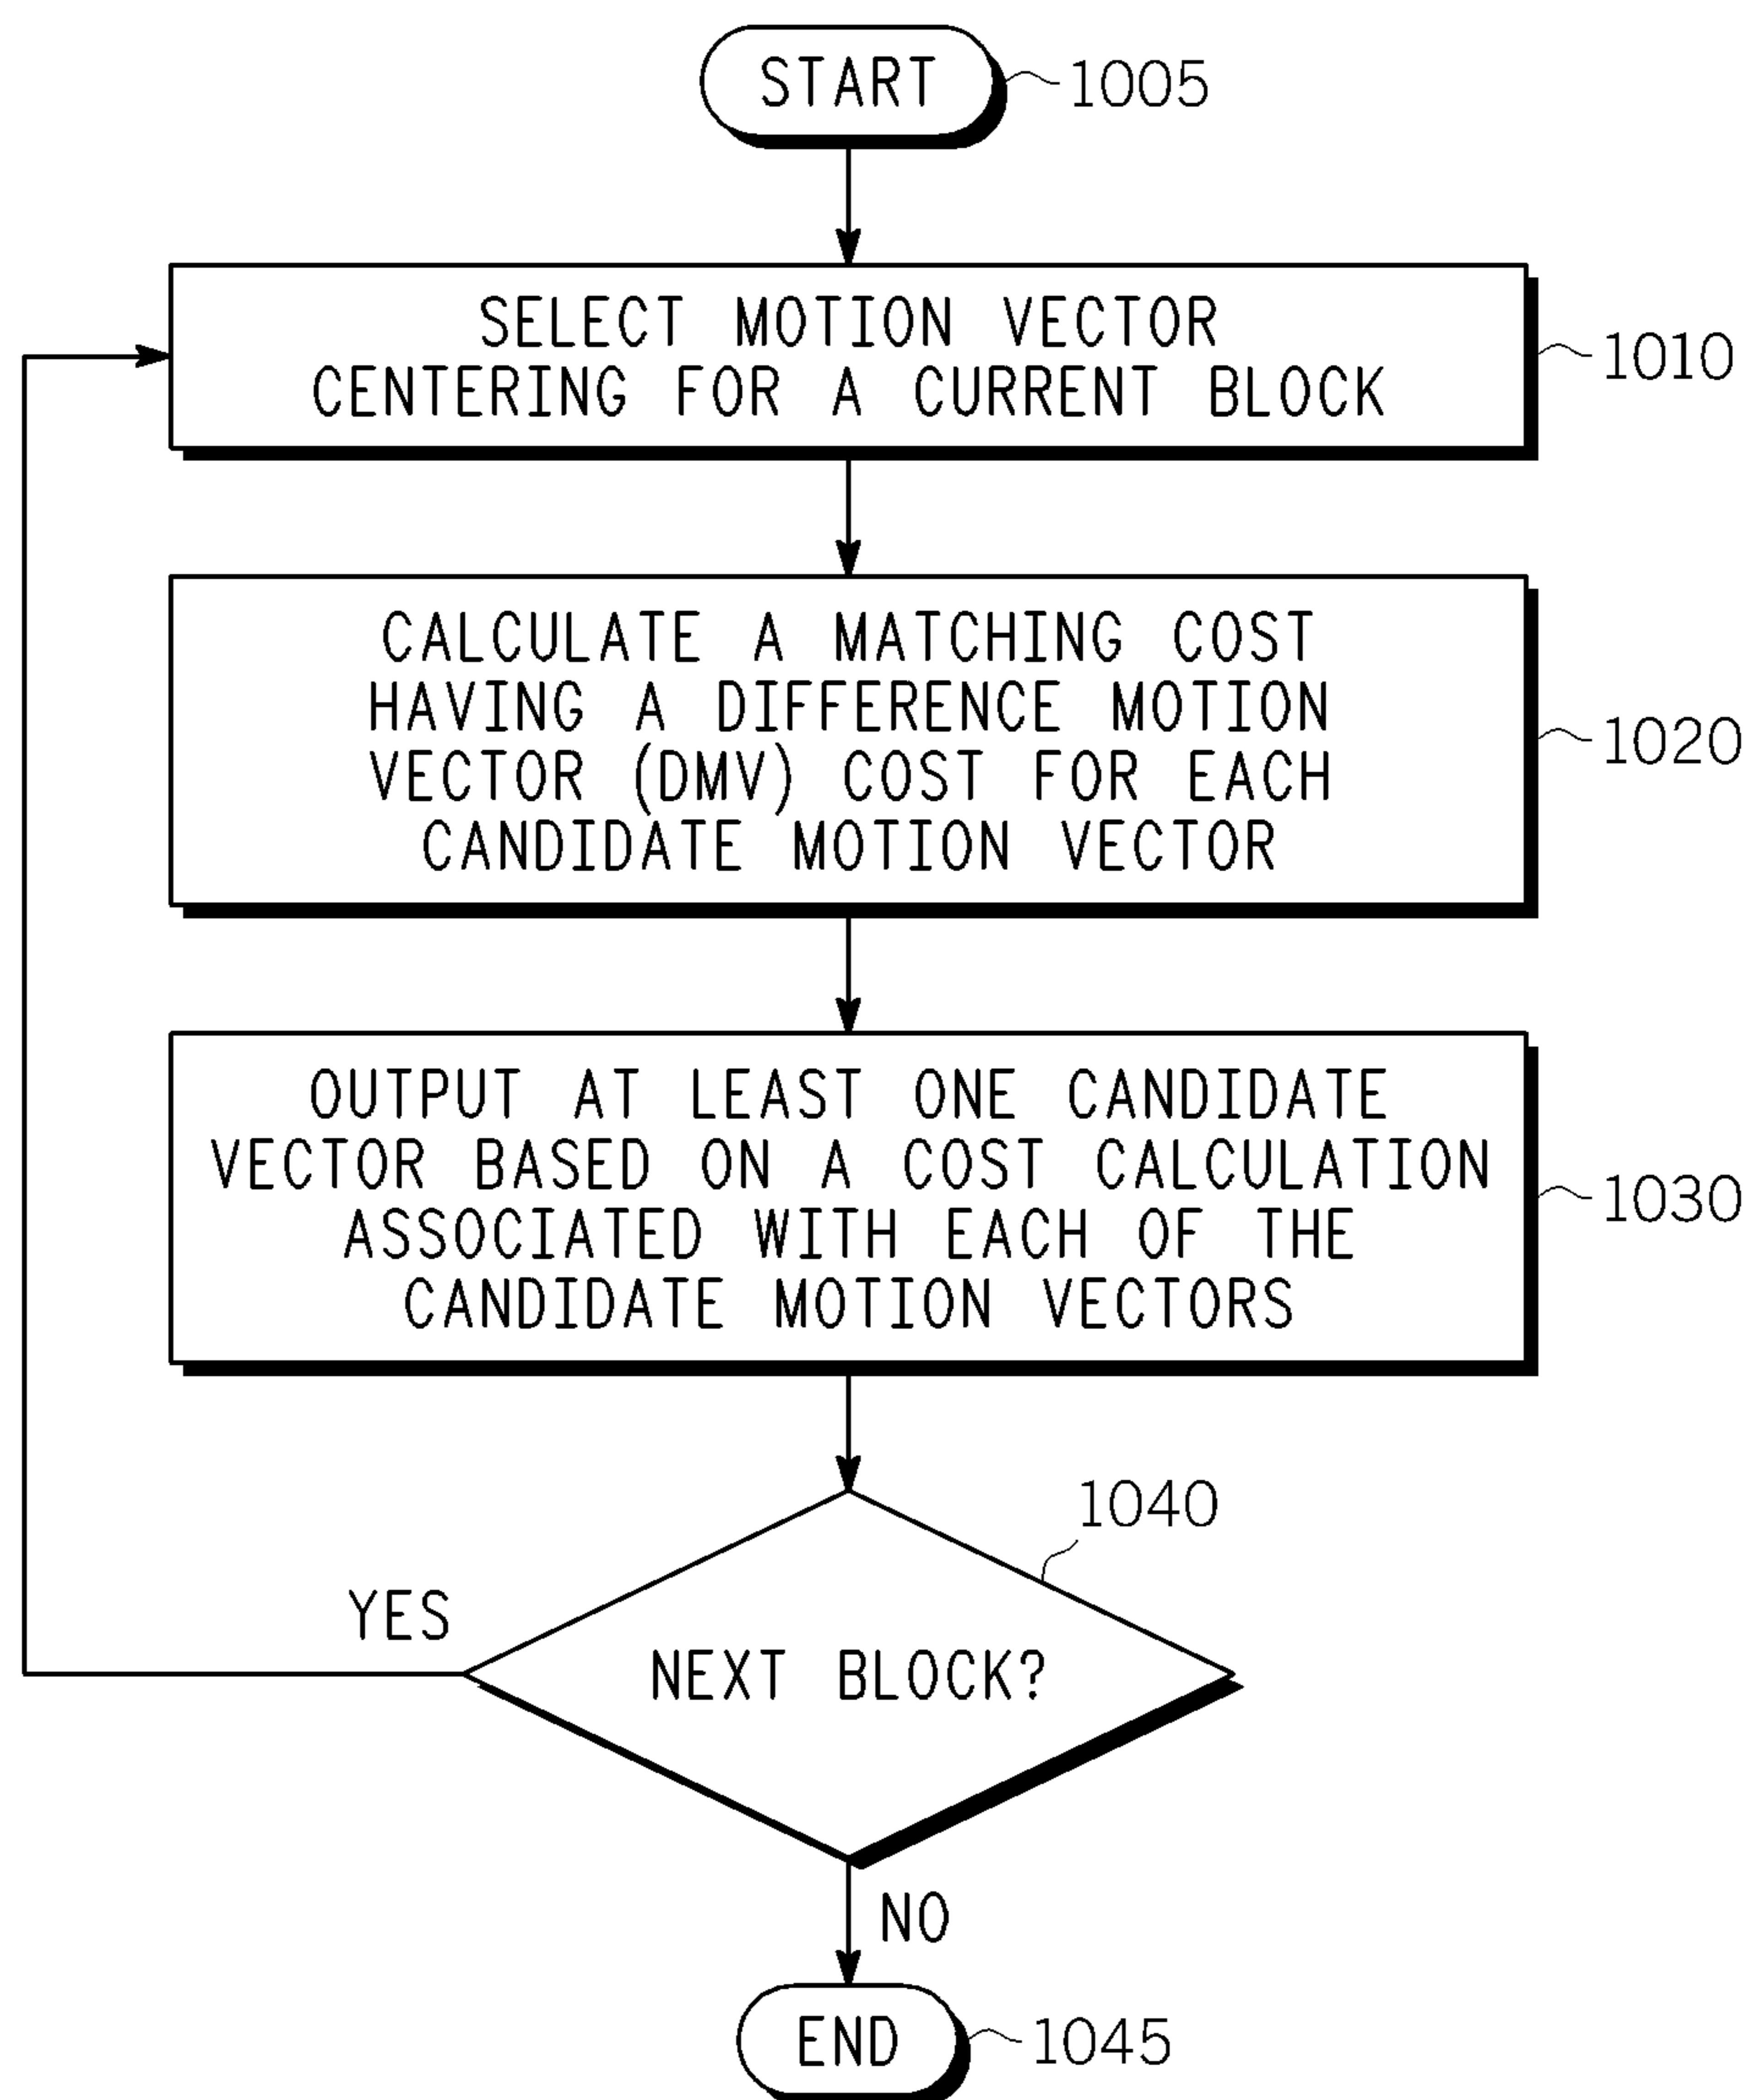 START
1005
SELECT MOTION VECTOR
CENTERING FOR A CURRENT BLOCK
1010
CALCULATE A MATCHING COST
HAVING A DIFFERENCE MOTION
VECTOR (DMV) COST FOR EACH
CANDIDATE MOTION VECTOR
1020
OUTPUT AT LEAST ONE CANDIDATE
VECTOR BASED ON A COST CALCULATION
ASSOCIATED WITH EACH OF THE
CANDIDATE MOTION VECTORS
1030
1040
YES
NEXT BLOCK?
NO
END
1045